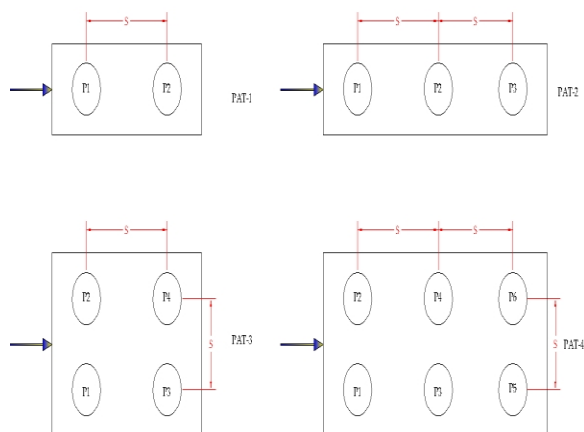 S
P1 P2
PAT-1
S S
P1 P2 P3
PAT-2
S
P2 P4
S
P1 P3
PAT-3
S S
P2 P4 P6
S
P1 P3 P5
PAT-4